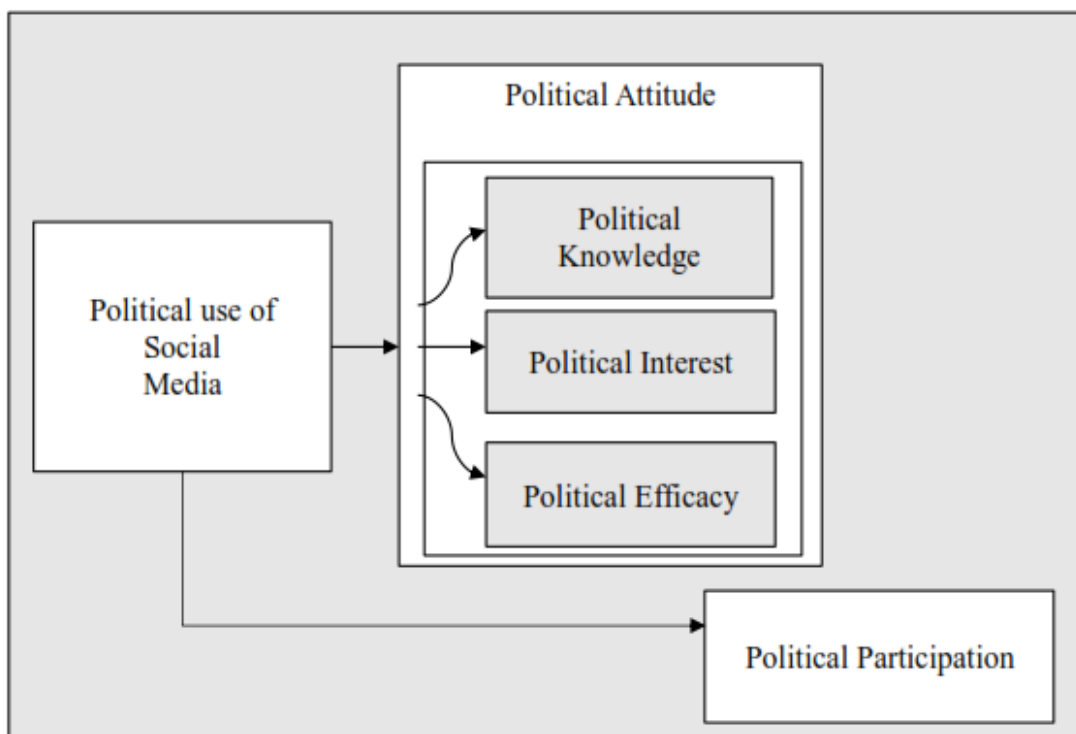 Political Attitude
Political
Knowledge
Political use of
Social
Media
Political Interest
Political Efficacy
Political Participation